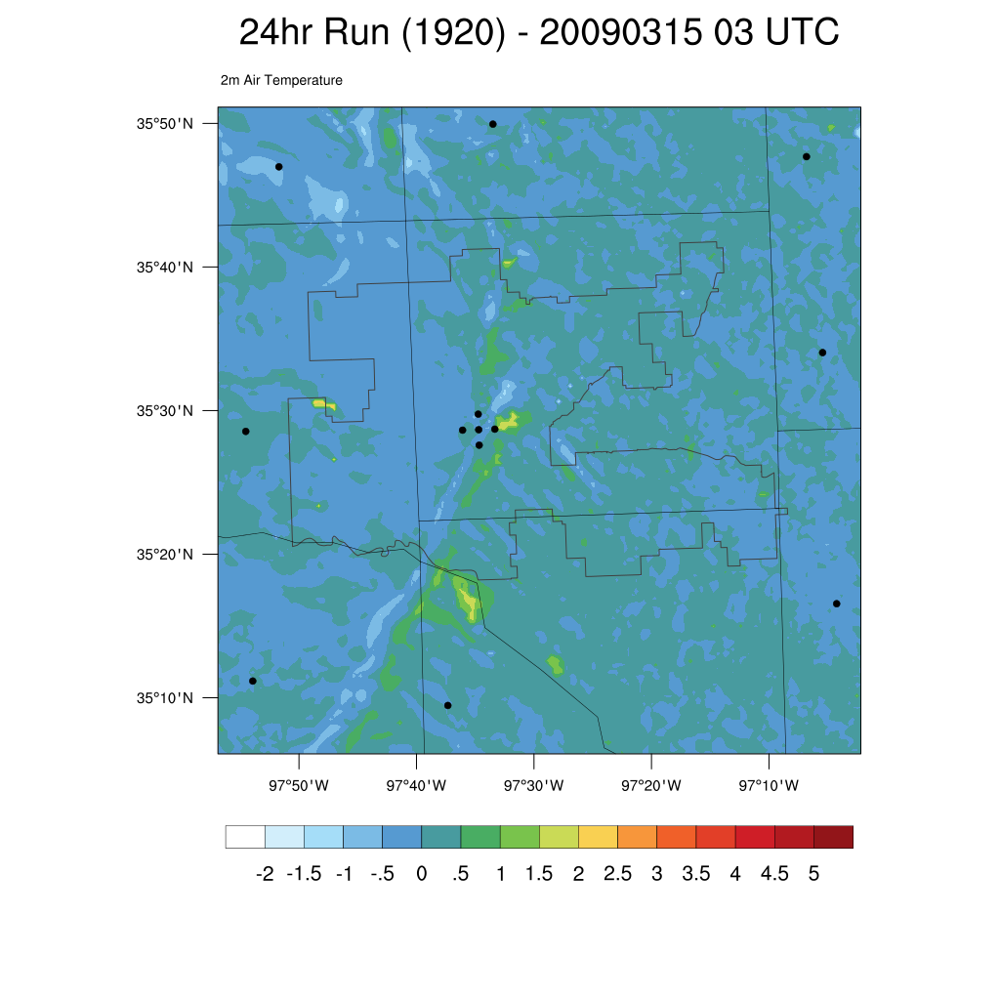 24hr Run (1920) - 20090315 03 UTC
2m Air Temperature
35°50'N
35°40'N
35°30'N
35°20'N
35°10'N
97°50'W 97°40'W 97°30'W 97°20'W 97°10'W
-2 -1.5 -1 -.5 0 .5 1 1.5 2 2.5 3 3.5 4 4.5 5